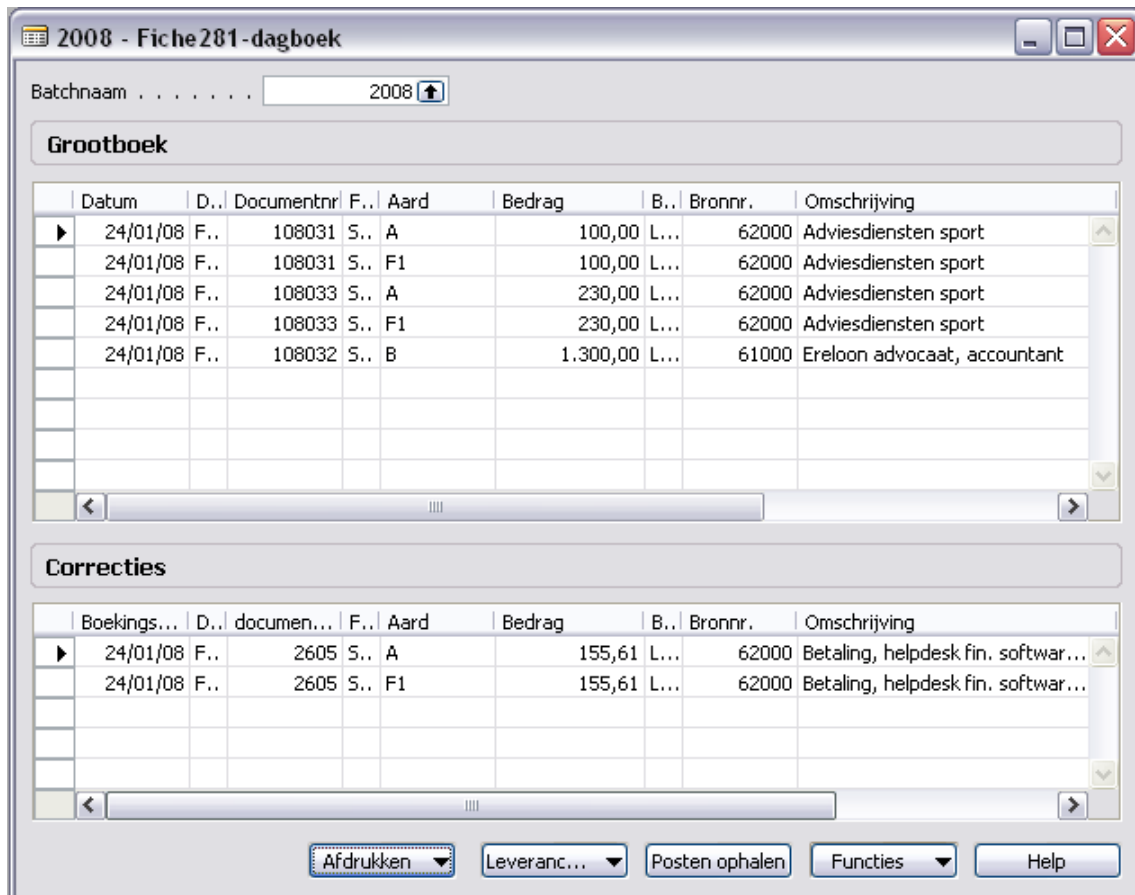 2008 - Fiche281-dagboek
Batchnaam . . . . . . . 2008
Grootboek
Datum D.. Documentnr F.. Aard Bedrag B.. Bronnr. Omschrijving
24/01/08 F.. 108031 S.. A 100,00 L... 62000 Adviesdiensten sport
24/01/08 F.. 108031 S.. F1 100,00 L... 62000 Adviesdiensten sport
24/01/08 F.. 108033 S.. A 230,00 L... 62000 Adviesdiensten sport
24/01/08 F.. 108033 S.. F1 230,00 L... 62000 Adviesdiensten sport
24/01/08 F.. 108032 S.. B 1.300,00 L... 61000 Ereloon advocaat, accountant
Correcties
Boekings... D.. documen... F.. Aard Bedrag B.. Bronnr. Omschrijving
24/01/08 F.. 2605 S.. A 155,61 L... 62000 Betaling, helpdesk fin. softwar...
24/01/08 F.. 2605 S.. F1 155,61 L... 62000 Betaling, helpdesk fin. softwar...
Afdrukken Leveranc... Posten ophalen Functies Help